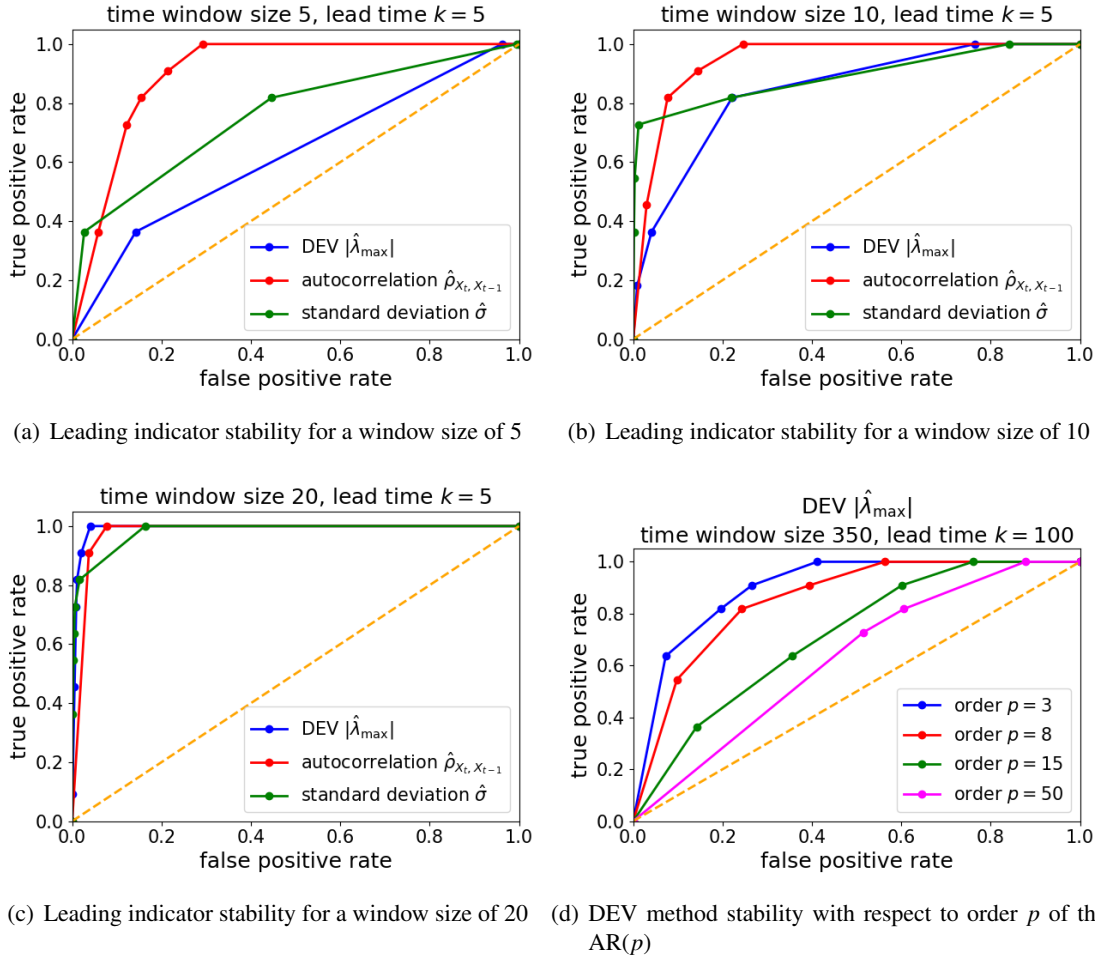 time window size 5, lead time k = 5
true positive rate
1.0
0.8
0.6
0.4
0.2
0.0
DEV |λ̂max|
autocorrelation ρ̂Xt, Xt−1
standard deviation σ̂
0.0 0.2 0.4 0.6 0.8 1.0
false positive rate
(a) Leading indicator stability for a window size of 5
time window size 10, lead time k = 5
true positive rate
1.0
0.8
0.6
0.4
0.2
0.0
DEV |λ̂max|
autocorrelation ρ̂Xt, Xt−1
standard deviation σ̂
0.0 0.2 0.4 0.6 0.8 1.0
false positive rate
(b) Leading indicator stability for a window size of 10
time window size 20, lead time k = 5
true positive rate
1.0
0.8
0.6
0.4
0.2
0.0
DEV |λ̂max|
autocorrelation ρ̂Xt, Xt−1
standard deviation σ̂
0.0 0.2 0.4 0.6 0.8 1.0
false positive rate
(c) Leading indicator stability for a window size of 20
DEV |λ̂max|
time window size 350, lead time k = 100
true positive rate
1.0
0.8
0.6
0.4
0.2
0.0
order p = 3
order p = 8
order p = 15
order p = 50
0.0 0.2 0.4 0.6 0.8 1.0
false positive rate
(d) DEV method stability with respect to order p of th
AR(p)